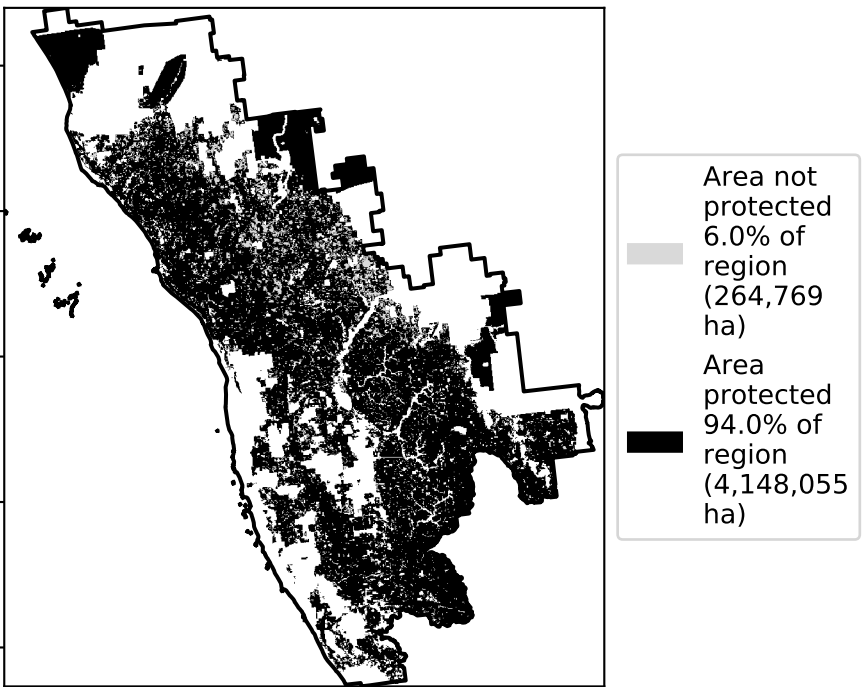 Area not
protected
6.0% of
region
(264,769
ha)
Area
protected
94.0% of
region
(4,148,055
ha)